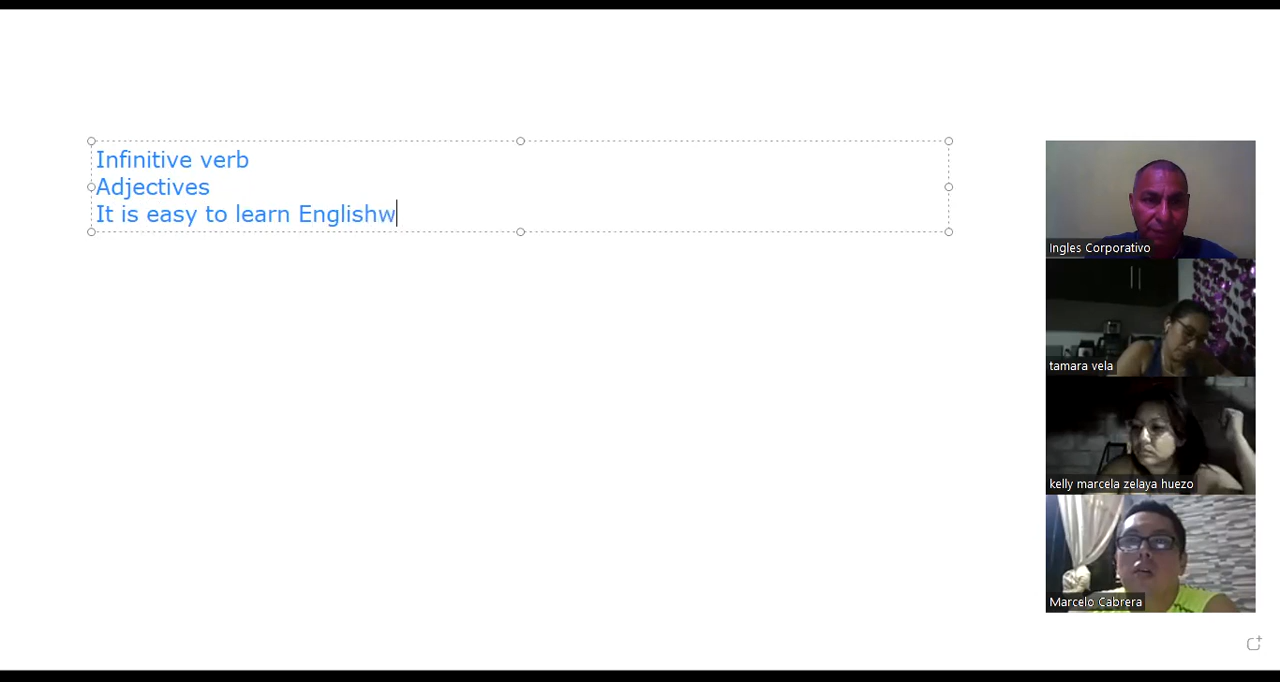 Infinitive verb
Adjectives
It is easy to learn Englishw
Ingles Corporativo
tamara vela
kelly marcela zelaya huezo
Marcelo Cabrera